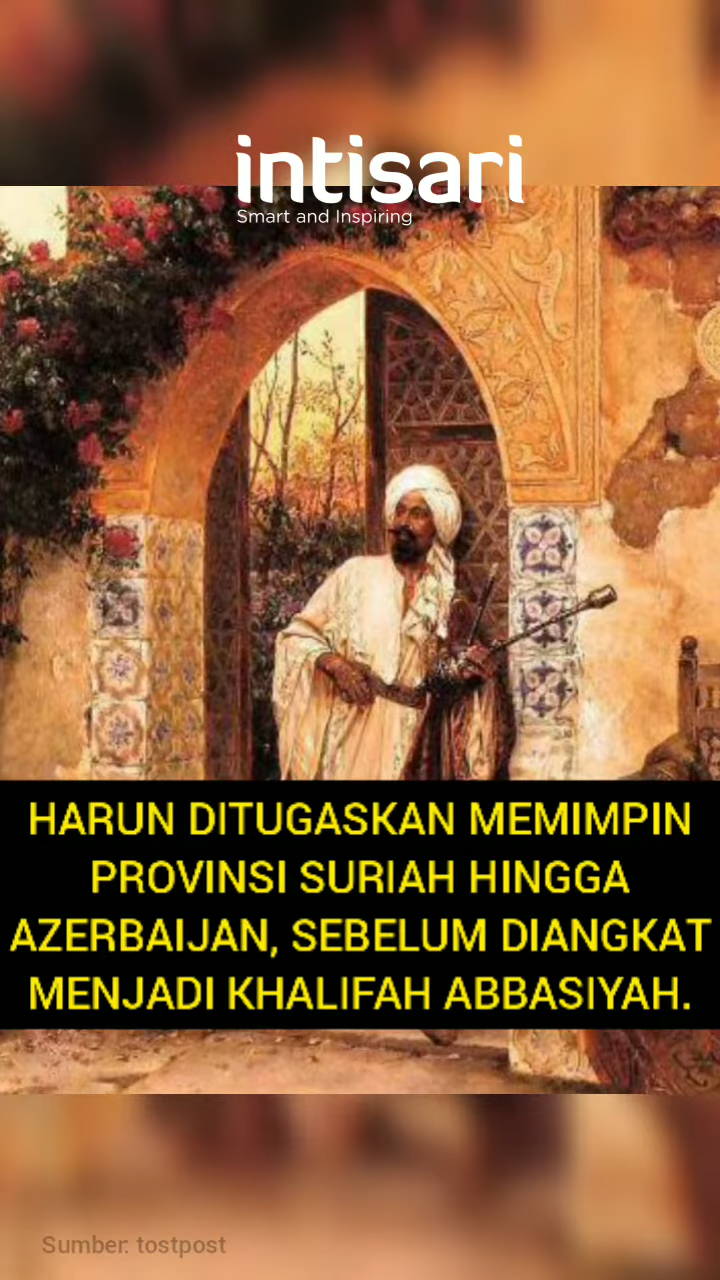 intisari
Smart and Inspiring
HARUN DITUGASKAN MEMIMPIN
PROVINSI SURIAH HINGGA
AZERBAIJAN, SEBELUM DIANGKAT
MENJADI KHALIFAH ABBASIYAH.
Sumber: tostpost